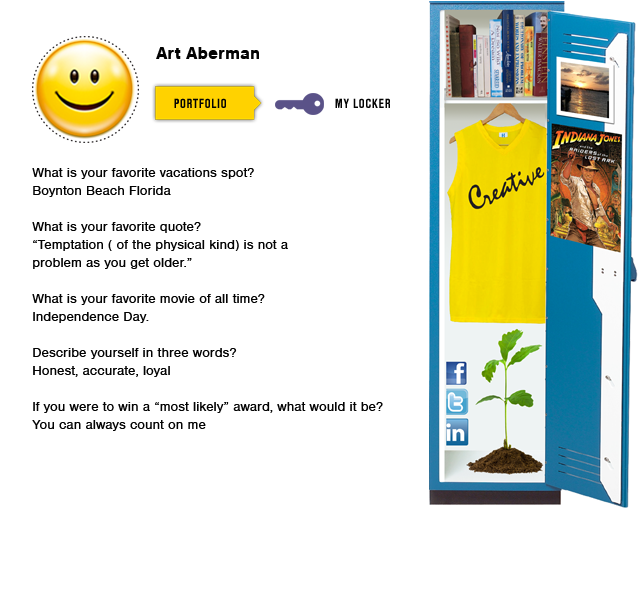 Art Aberman
PORTFOLIO
MY LOCKER
What is your favorite vacations spot?
Boynton Beach Florida
What is your favorite quote?
“Temptation ( of the physical kind) is not a
problem as you get older.”
What is your favorite movie of all time?
Independence Day.
Describe yourself in three words?
Honest, accurate, loyal
If you were to win a “most likely” award, what would it be?
You can always count on me
Creative
INDIANA JONES
and the
RAIDERS of the
LOST ARK
f
t
in